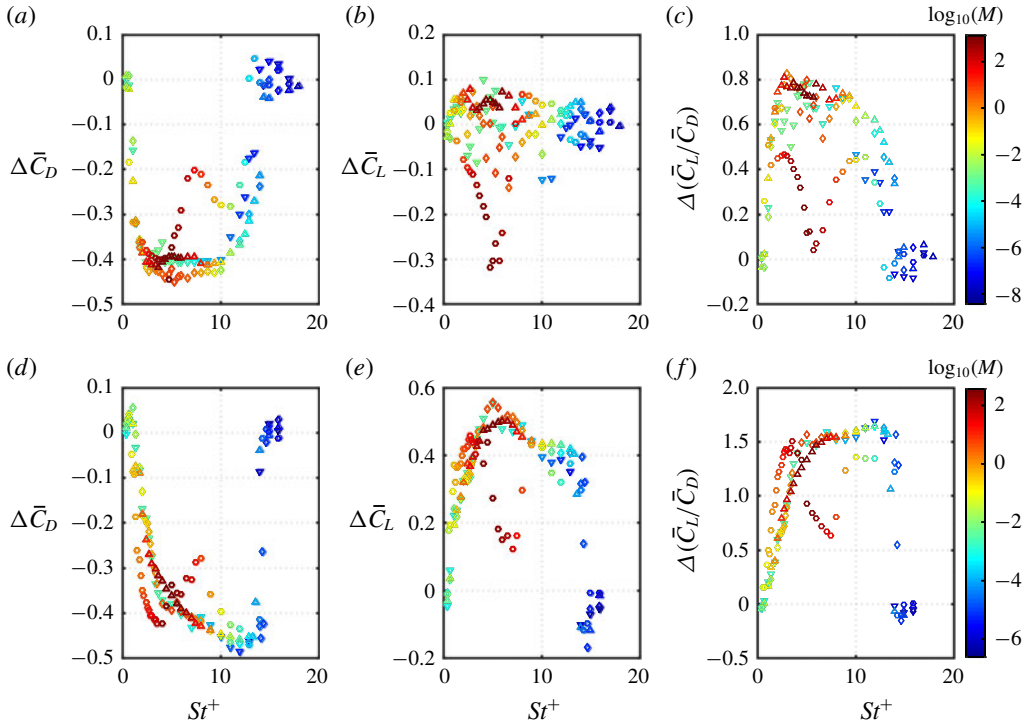 (a) (b) (c) log10(M)
0.1 0.2 1.0
0 0.1 0.8 0
−0.1 0 0.6 −2
−0.2 −0.1 0.4 −4
−0.3 −0.2 0.2 −6
−0.4 −0.3 0 −8
−0.5 −0.4 −0.2
ΔC̄D ΔC̄L Δ(C̄L/C̄D)
0 10 20 0 10 20 0 10 20
(d) (e) (f) log10(M)
0.1 0.6 2.0 2
0 1.5 0
−0.1 0.4 1.0 −2
−0.2 0.2 0.5 −4
−0.3 0 0 −6
−0.4 −0.2 −0.5
−0.5
ΔC̄D ΔC̄L Δ(C̄L/C̄D)
0 10 20 0 10 20 0 10 20
St+ St+ St+